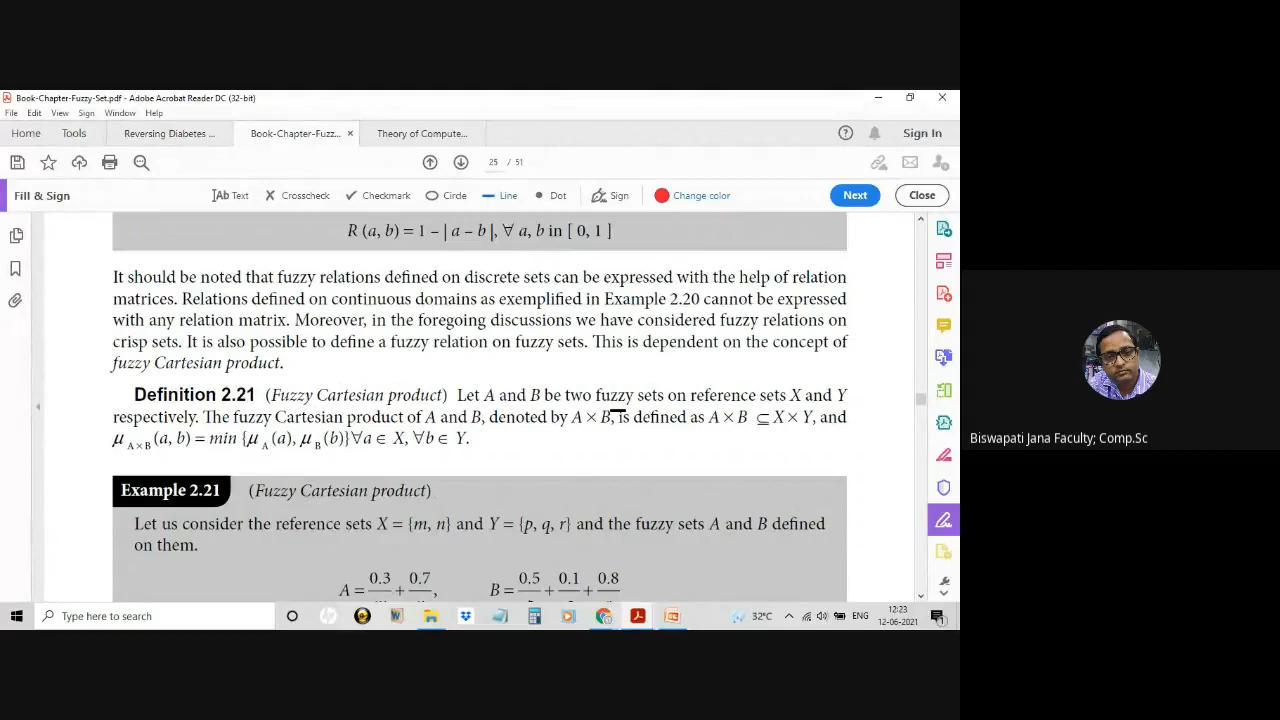 Book-Chapter-Fuzzy-Set.pdf - Adobe Acrobat Reader DC (32-bit)
File Edit View Sign Window Help
Home Tools Reversing Diabetes ... Book-Chapter-Fuzz... × Theory of Compute... Sign In
25 / 51
Fill & Sign Text Crosscheck Checkmark Circle Line Dot Sign Change color Next Close
R (a, b) = 1 – | a – b |, ∀ a, b in [ 0, 1 ]
It should be noted that fuzzy relations defined on discrete sets can be expressed with the help of relation
matrices. Relations defined on continuous domains as exemplified in Example 2.20 cannot be expressed
with any relation matrix. Moreover, in the foregoing discussions we have considered fuzzy relations on
crisp sets. It is also possible to define a fuzzy relation on fuzzy sets. This is dependent on the concept of
fuzzy Cartesian product.
Definition 2.21 (Fuzzy Cartesian product) Let A and B be two fuzzy sets on reference sets X and Y
respectively. The fuzzy Cartesian product of A and B, denoted by A × B, is defined as A × B ⊆ X × Y, and
μ A×B (a, b) = min {μ A (a), μ B (b)}∀a ∈ X, ∀b ∈ Y.
Example 2.21 (Fuzzy Cartesian product)
Let us consider the reference sets X = {m, n} and Y = {p, q, r} and the fuzzy sets A and B defined
on them.
0.3 0.7 0.5 0.1 0.8
A = + , B = + +
Type here to search 32°C ENG 12:23
12-06-2021
Biswapati Jana Faculty; Comp.Sc